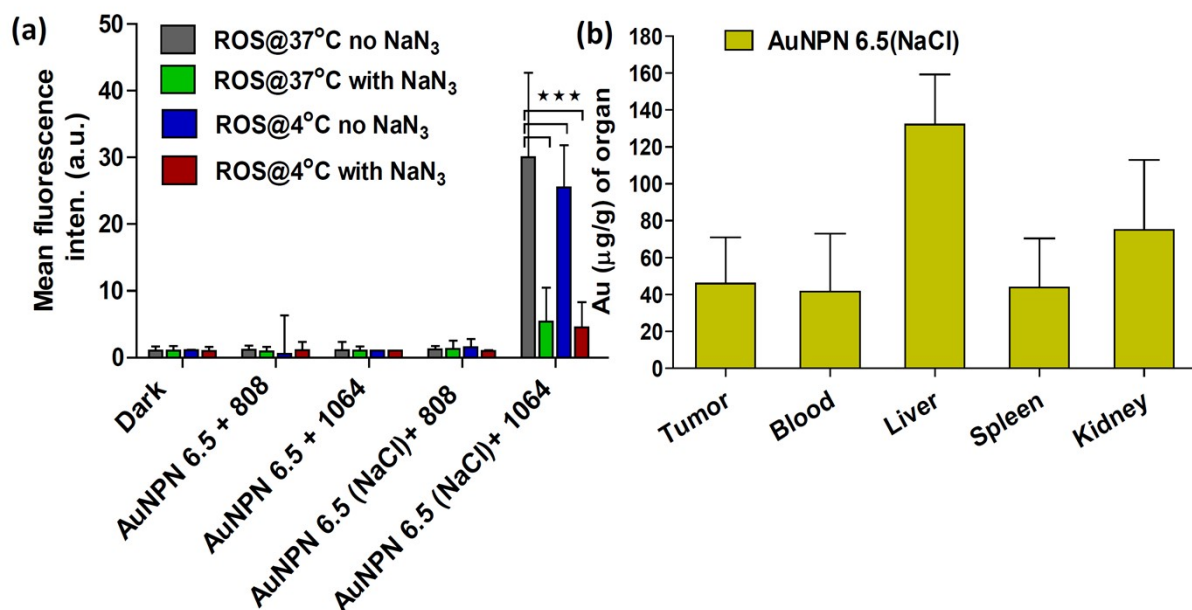 (a)
Mean fluorescence
inten. (a.u.)
50
40
30
20
10
0
ROS@37°C no NaN₃
ROS@37°C with NaN₃
ROS@4°C no NaN₃
ROS@4°C with NaN₃
★★★
Dark
AuNPN 6.5 + 808
AuNPN 6.5 + 1064
AuNPN 6.5 (NaCl)+ 808
AuNPN 6.5 (NaCl)+ 1064
(b)
Au (µg/g) of organ
180
160
140
120
100
80
60
40
20
0
AuNPN 6.5(NaCl)
Tumor
Blood
Liver
Spleen
Kidney